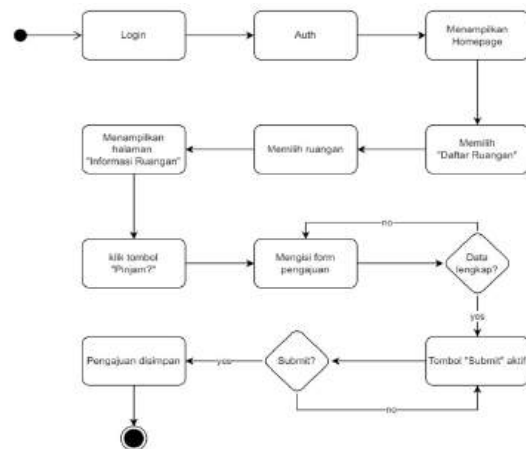 Login
Auth
Menampilkan
Homepage
Menampilkan
halaman
"Informasi Ruangan"
Memilih ruangan
Memilih
"Daftar Ruangan"
klik tombol
"Pinjam?"
Mengisi form
pengajuan
no
Data
lengkap?
yes
Pengajuan disimpan
yes
Submit?
Tombol "Submit" aktif
no